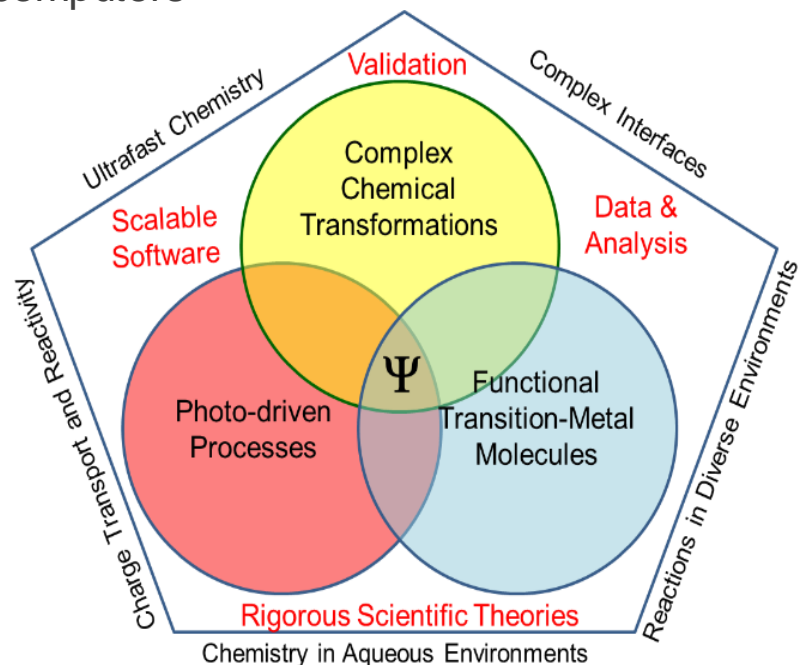 Validation
Ultrafast Chemistry
Complex Interfaces
Complex
Chemical
Transformations
Scalable
Software
Data &
Analysis
Charge Transport and Reactivity
Reactions in Diverse Environments
Ψ
Photo-driven
Processes
Functional
Transition-Metal
Molecules
Rigorous Scientific Theories
Chemistry in Aqueous Environments